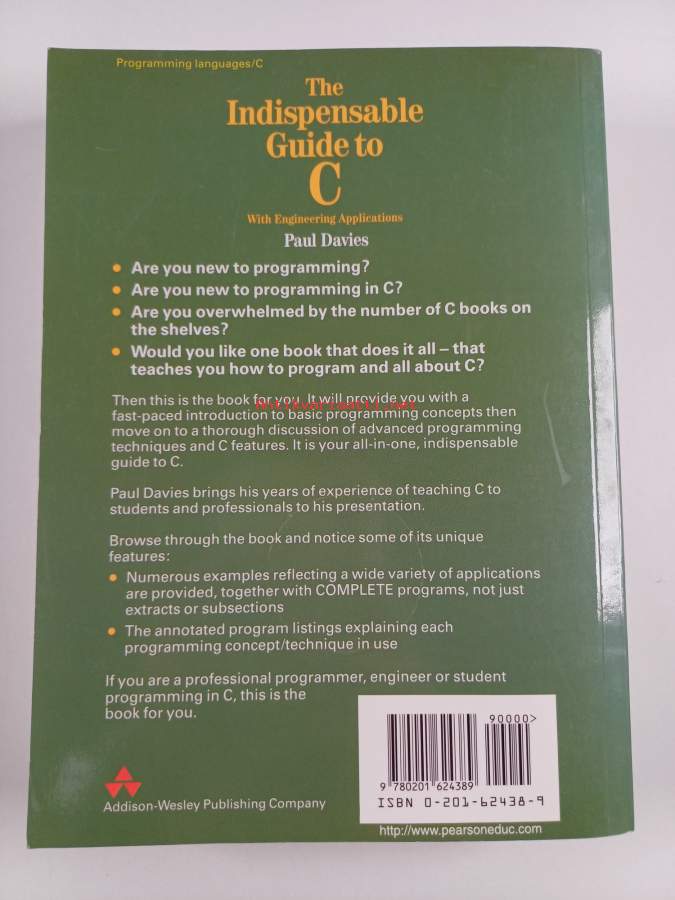 Programming languages/C
The
Indispensable
Guide to
C
With Engineering Applications
Paul Davies
• Are you new to programming?
• Are you new to programming in C?
• Are you overwhelmed by the number of C books on
the shelves?
• Would you like one book that does it all – that
teaches you how to program and all about C?
Then this is the book for you. It will provide you with a
Antikvariaatti.net
fast-paced introduction to basic programming concepts then
move on to a thorough discussion of advanced programming
techniques and C features. It is your all-in-one, indispensable
guide to C.
Paul Davies brings his years of experience of teaching C to
students and professionals to his presentation.
Browse through the book and notice some of its unique
features:
• Numerous examples reflecting a wide variety of applications
are provided, together with COMPLETE programs, not just
extracts or subsections
• The annotated program listings explaining each
programming concept/technique in use
If you are a professional programmer, engineer or student
programming in C, this is the
book for you.
90000>
9 780201 624389
ISBN 0-201-62438-9
Addison-Wesley Publishing Company
http://www.pearsoneduc.com